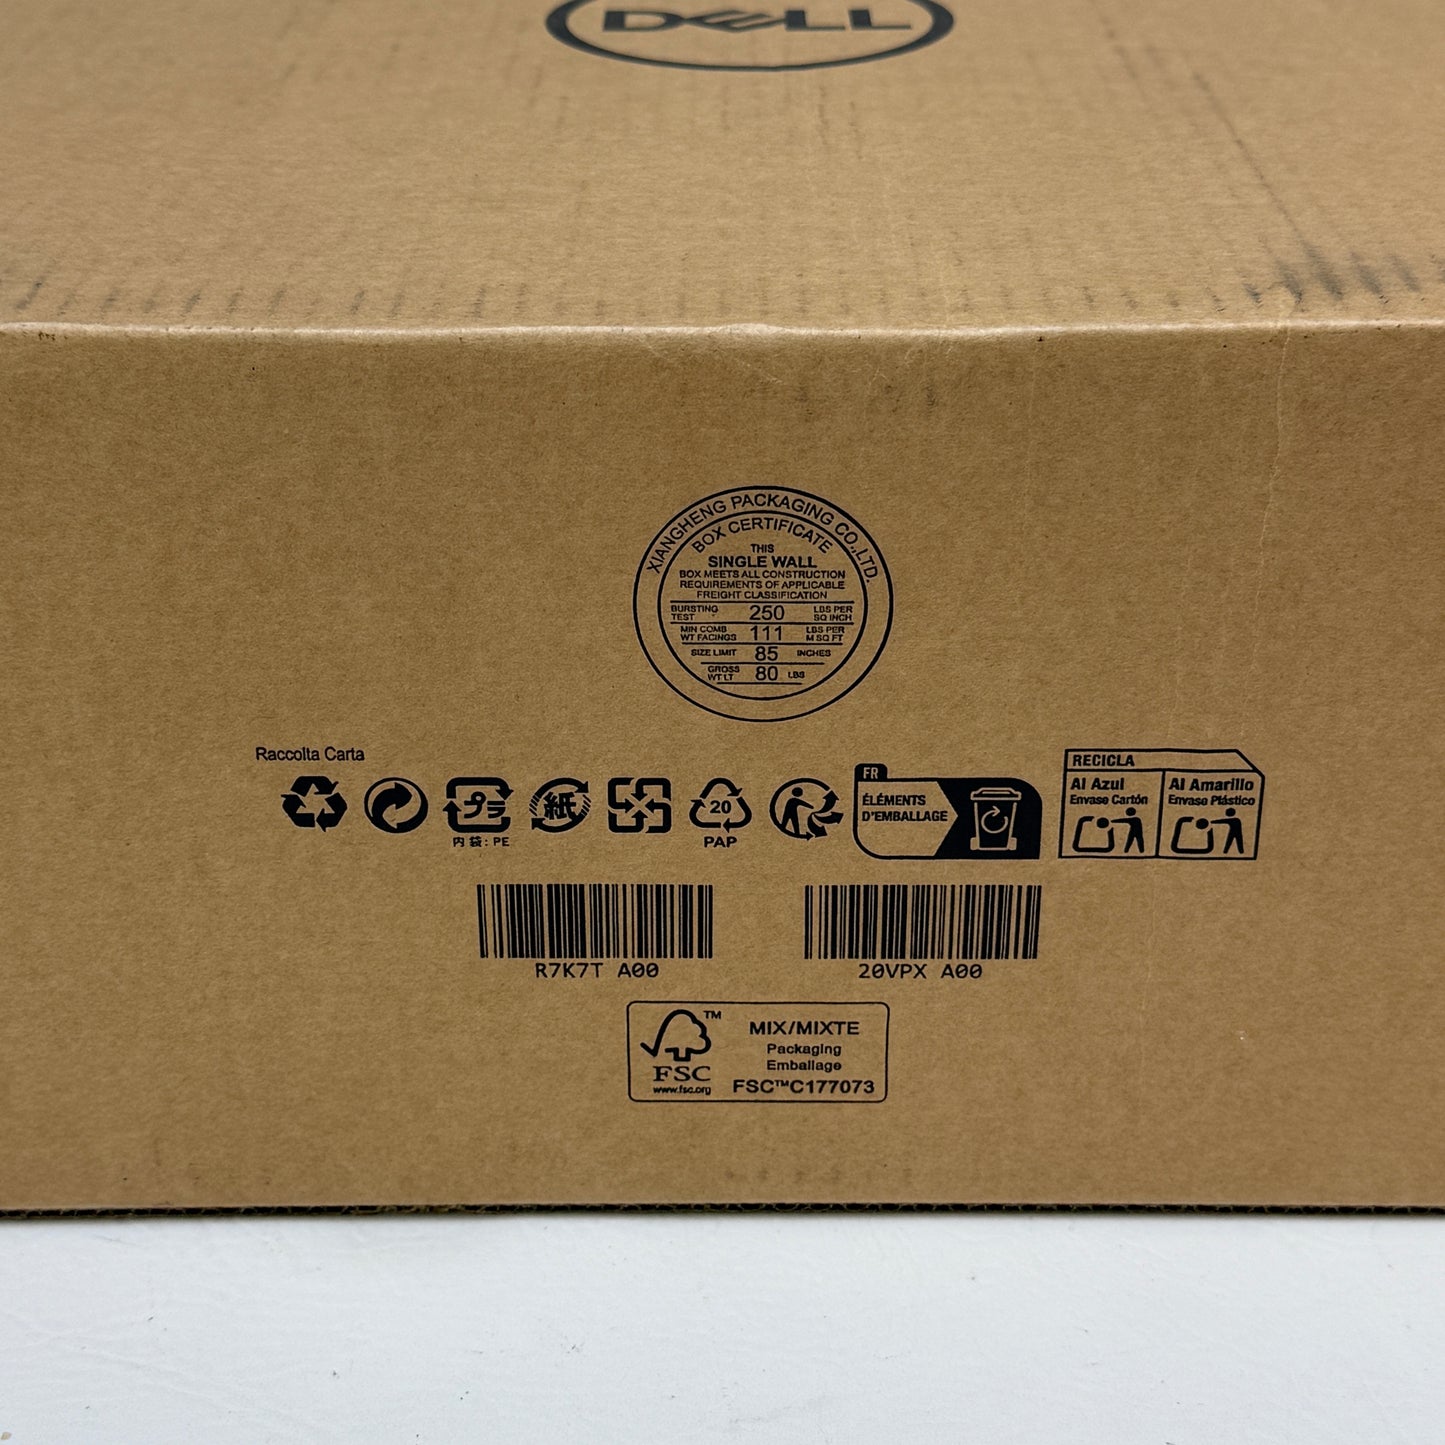 DELL
XIANGHENG PACKAGING CO.,LTD.
BOX CERTIFICATE
THIS
SINGLE WALL
BOX MEETS ALL CONSTRUCTION
REQUIREMENTS OF APPLICABLE
FREIGHT CLASSIFICATION
BURSTING TEST 250 LBS PER SQ INCH
MIN COMB WT FACINGS 111 LBS PER M SQ FT
SIZE LIMIT 85 INCHES
GROSS WT LT 80 LBS
Raccolta Carta
プラ
内袋:PE
紙
20
PAP
FR
ÉLÉMENTS
D'EMBALLAGE
RECICLA
Al Azul
Envase Cartón
Al Amarillo
Envase Plástico
R7K7T A00
20VPX A00
FSC
www.fsc.org
TM
MIX/MIXTE
Packaging
Emballage
FSC™C177073